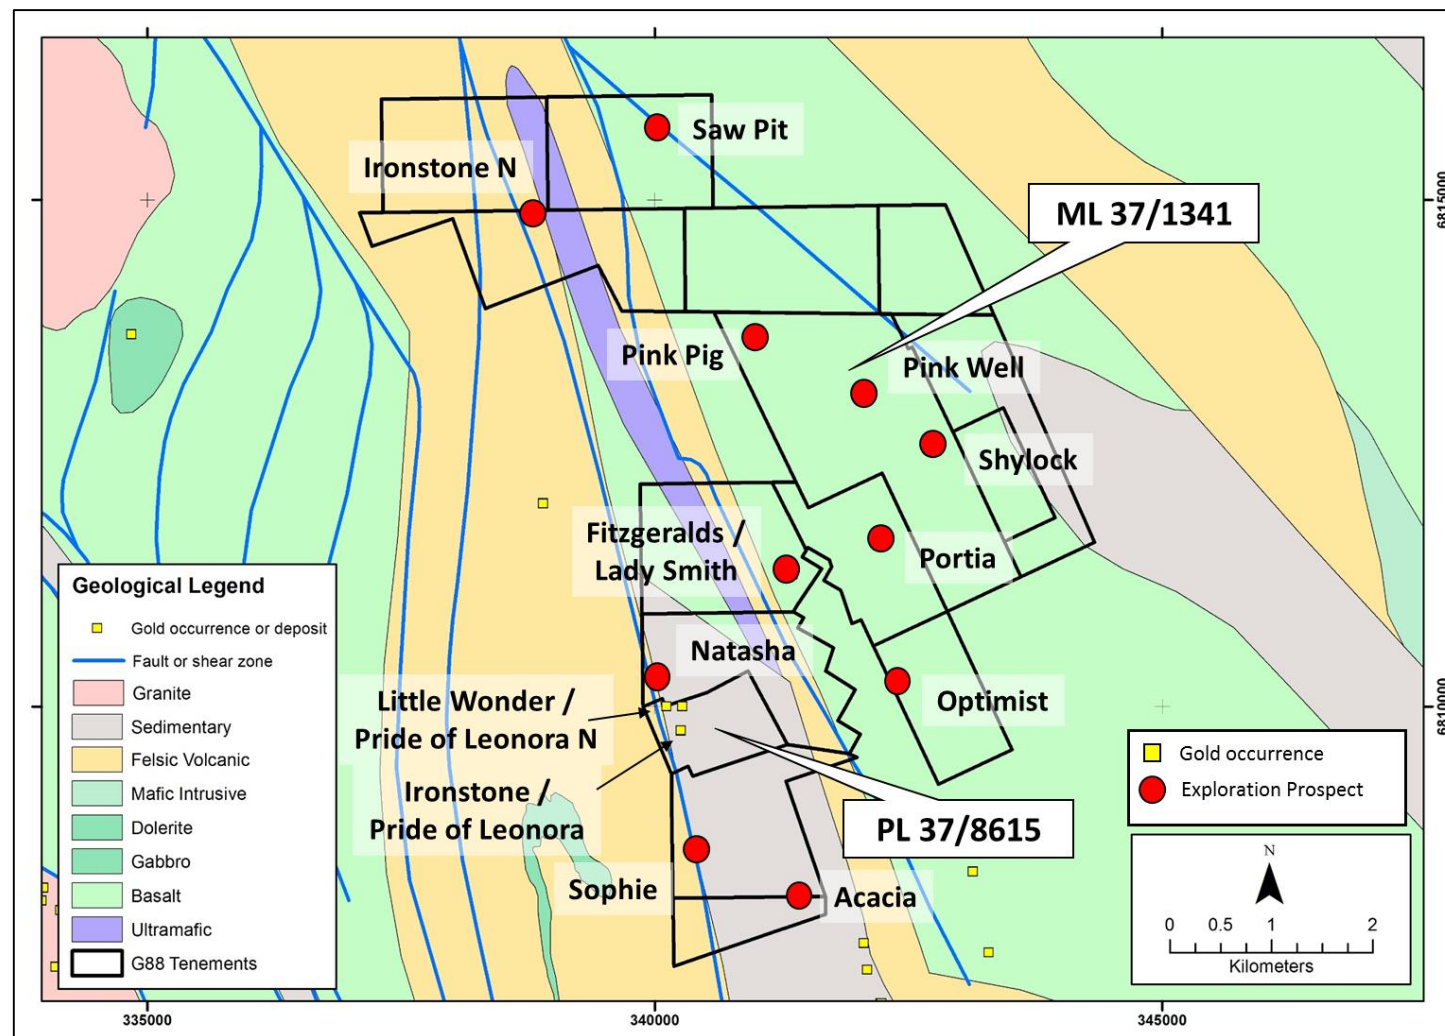 Saw Pit
Ironstone N
ML 37/1341
6815000
Pink Pig
Pink Well
Shylock
Fitzgeralds /
Lady Smith
Portia
Natasha
Optimist
Little Wonder /
Pride of Leonora N
6810000
Ironstone /
Pride of Leonora
PL 37/8615
Sophie
Acacia
Geological Legend
Gold occurrence or deposit
Fault or shear zone
Granite
Sedimentary
Felsic Volcanic
Mafic Intrusive
Dolerite
Gabbro
Basalt
Ultramafic
G88 Tenements
Gold occurrence
Exploration Prospect
N
0 0.5 1 2
Kilometers
335000 340000 345000